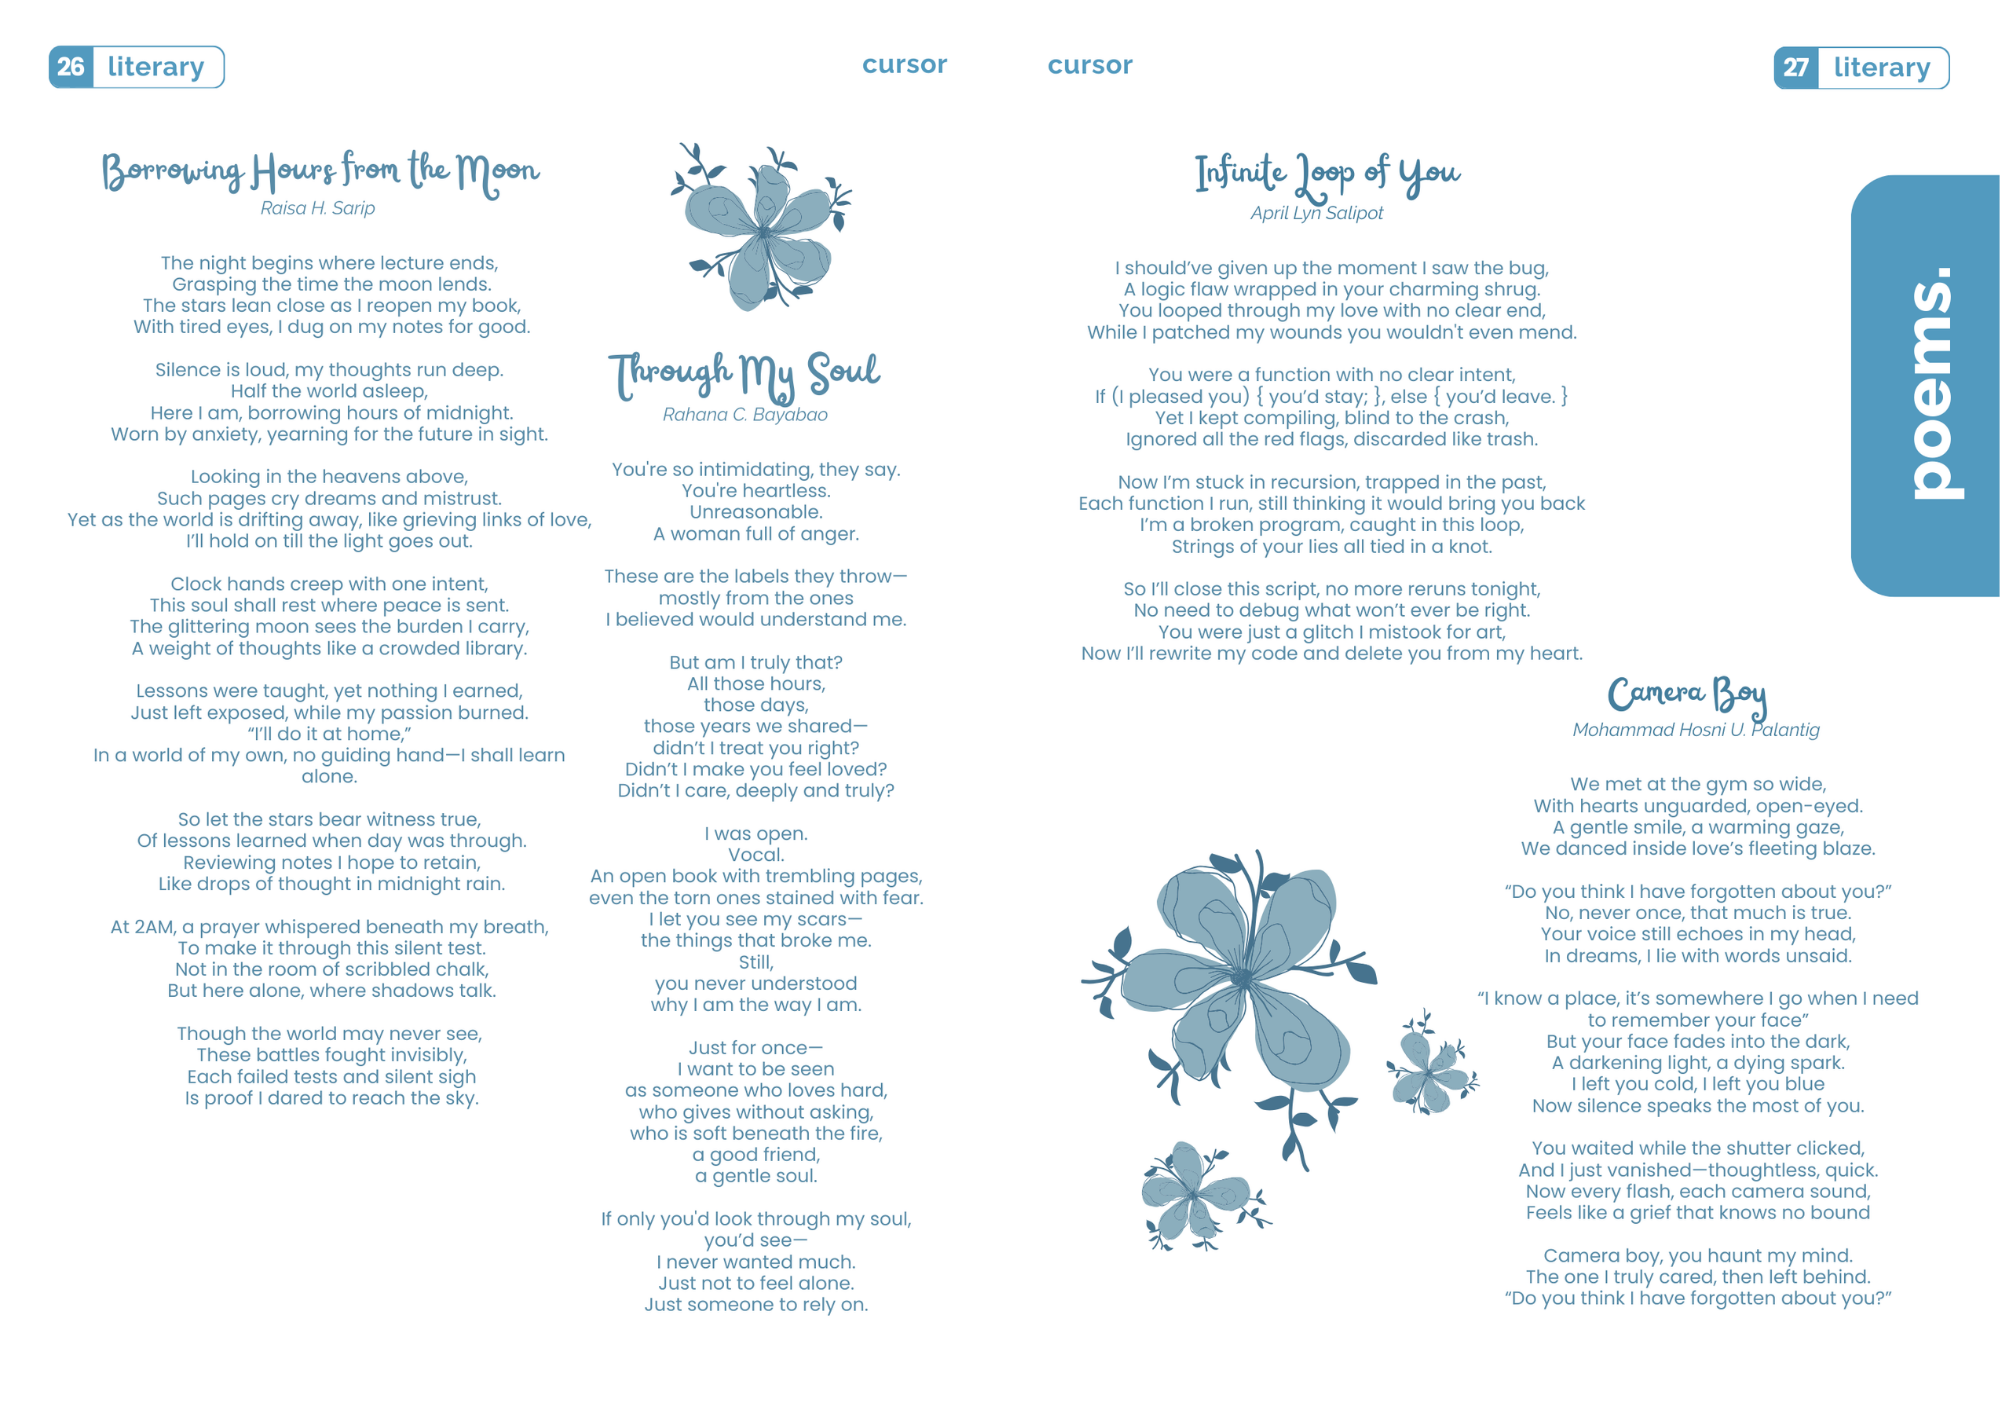 26 literary
cursor
Borrowing Hours from the Moon
Raisa H. Sarip
The night begins where lecture ends,
Grasping the time the moon lends.
The stars lean close as I reopen my book,
With tired eyes, I dug on my notes for good.
Silence is loud, my thoughts run deep.
Half the world asleep,
Here I am, borrowing hours of midnight.
Worn by anxiety, yearning for the future in sight.
Looking in the heavens above,
Such pages cry dreams and mistrust.
Yet as the world is drifting away, like grieving links of love,
I’ll hold on till the light goes out.
Clock hands creep with one intent,
This soul shall rest where peace is sent.
The glittering moon sees the burden I carry,
A weight of thoughts like a crowded library.
Lessons were taught, yet nothing I earned,
Just left exposed, while my passion burned.
“I’ll do it at home,”
In a world of my own, no guiding hand—I shall learn
alone.
So let the stars bear witness true,
Of lessons learned when day was through.
Reviewing notes I hope to retain,
Like drops of thought in midnight rain.
At 2AM, a prayer whispered beneath my breath,
To make it through this silent test.
Not in the room of scribbled chalk,
But here alone, where shadows talk.
Though the world may never see,
These battles fought invisibly,
Each failed tests and silent sigh
Is proof I dared to reach the sky.
Through My Soul
Rahana C. Bayabao
You're so intimidating, they say.
You're heartless.
Unreasonable.
A woman full of anger.
These are the labels they throw—
mostly from the ones
I believed would understand me.
But am I truly that?
All those hours,
those days,
those years we shared—
didn’t I treat you right?
Didn’t I make you feel loved?
Didn’t I care, deeply and truly?
I was open.
Vocal.
An open book with trembling pages,
even the torn ones stained with fear.
I let you see my scars—
the things that broke me.
Still,
you never understood
why I am the way I am.
Just for once—
I want to be seen
as someone who loves hard,
who gives without asking,
who is soft beneath the fire,
a good friend,
a gentle soul.
If only you'd look through my soul,
you’d see—
I never wanted much.
Just not to feel alone.
Just someone to rely on.
cursor
27 literary
Infinite Loop of You
April Lyn Salipot
I should’ve given up the moment I saw the bug,
A logic flaw wrapped in your charming shrug.
You looped through my love with no clear end,
While I patched my wounds you wouldn't even mend.
You were a function with no clear intent,
If (I pleased you) { you’d stay; }, else { you’d leave. }
Yet I kept compiling, blind to the crash,
Ignored all the red flags, discarded like trash.
Now I’m stuck in recursion, trapped in the past,
Each function I run, still thinking it would bring you back
I’m a broken program, caught in this loop,
Strings of your lies all tied in a knot.
So I’ll close this script, no more reruns tonight,
No need to debug what won’t ever be right.
You were just a glitch I mistook for art,
Now I’ll rewrite my code and delete you from my heart.
poems.
Camera Boy
Mohammad Hosni U. Palantig
We met at the gym so wide,
With hearts unguarded, open-eyed.
A gentle smile, a warming gaze,
We danced inside love’s fleeting blaze.
“Do you think I have forgotten about you?”
No, never once, that much is true.
Your voice still echoes in my head,
In dreams, I lie with words unsaid.
“I know a place, it’s somewhere I go when I need
to remember your face”
But your face fades into the dark,
A darkening light, a dying spark.
I left you cold, I left you blue
Now silence speaks the most of you.
You waited while the shutter clicked,
And I just vanished—thoughtless, quick.
Now every flash, each camera sound,
Feels like a grief that knows no bound
Camera boy, you haunt my mind.
The one I truly cared, then left behind.
“Do you think I have forgotten about you?”